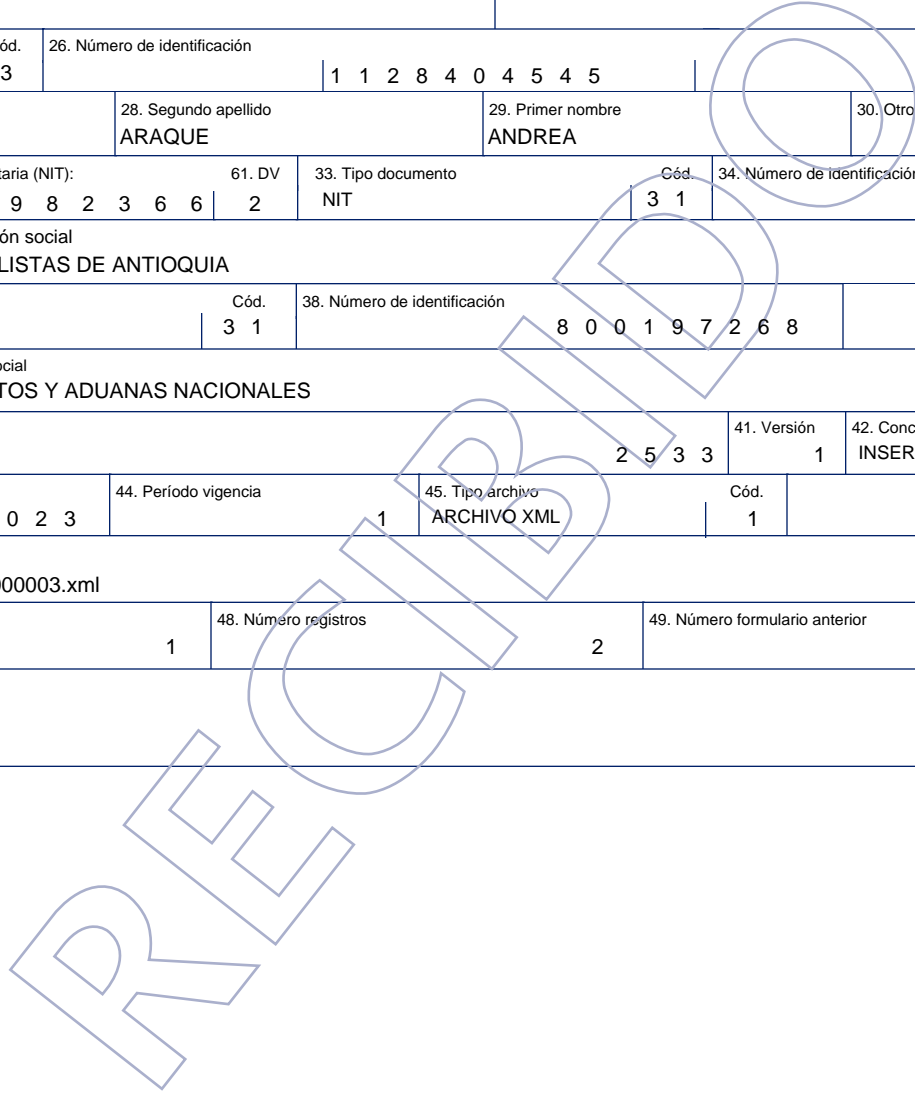 ód. 26. Número de identificación
3 1 1 2 8 4 0 4 5 4 5
28. Segundo apellido 29. Primer nombre 30. Otro
ARAQUE ANDREA
taria (NIT): 61. DV 33. Tipo documento Cód. 34. Número de identificación
9 8 2 3 6 6 2 NIT 3 1
ón social
LISTAS DE ANTIOQUIA
Cód. 38. Número de identificación
3 1 8 0 0 1 9 7 2 6 8
ocial
TOS Y ADUANAS NACIONALES
41. Versión 42. Conc
2 5 3 3 1 INSER
44. Período vigencia 45. Tipo archivo Cód.
0 2 3 1 ARCHIVO XML 1
000003.xml
48. Número registros 49. Número formulario anterior
1 2
RECIBIDO